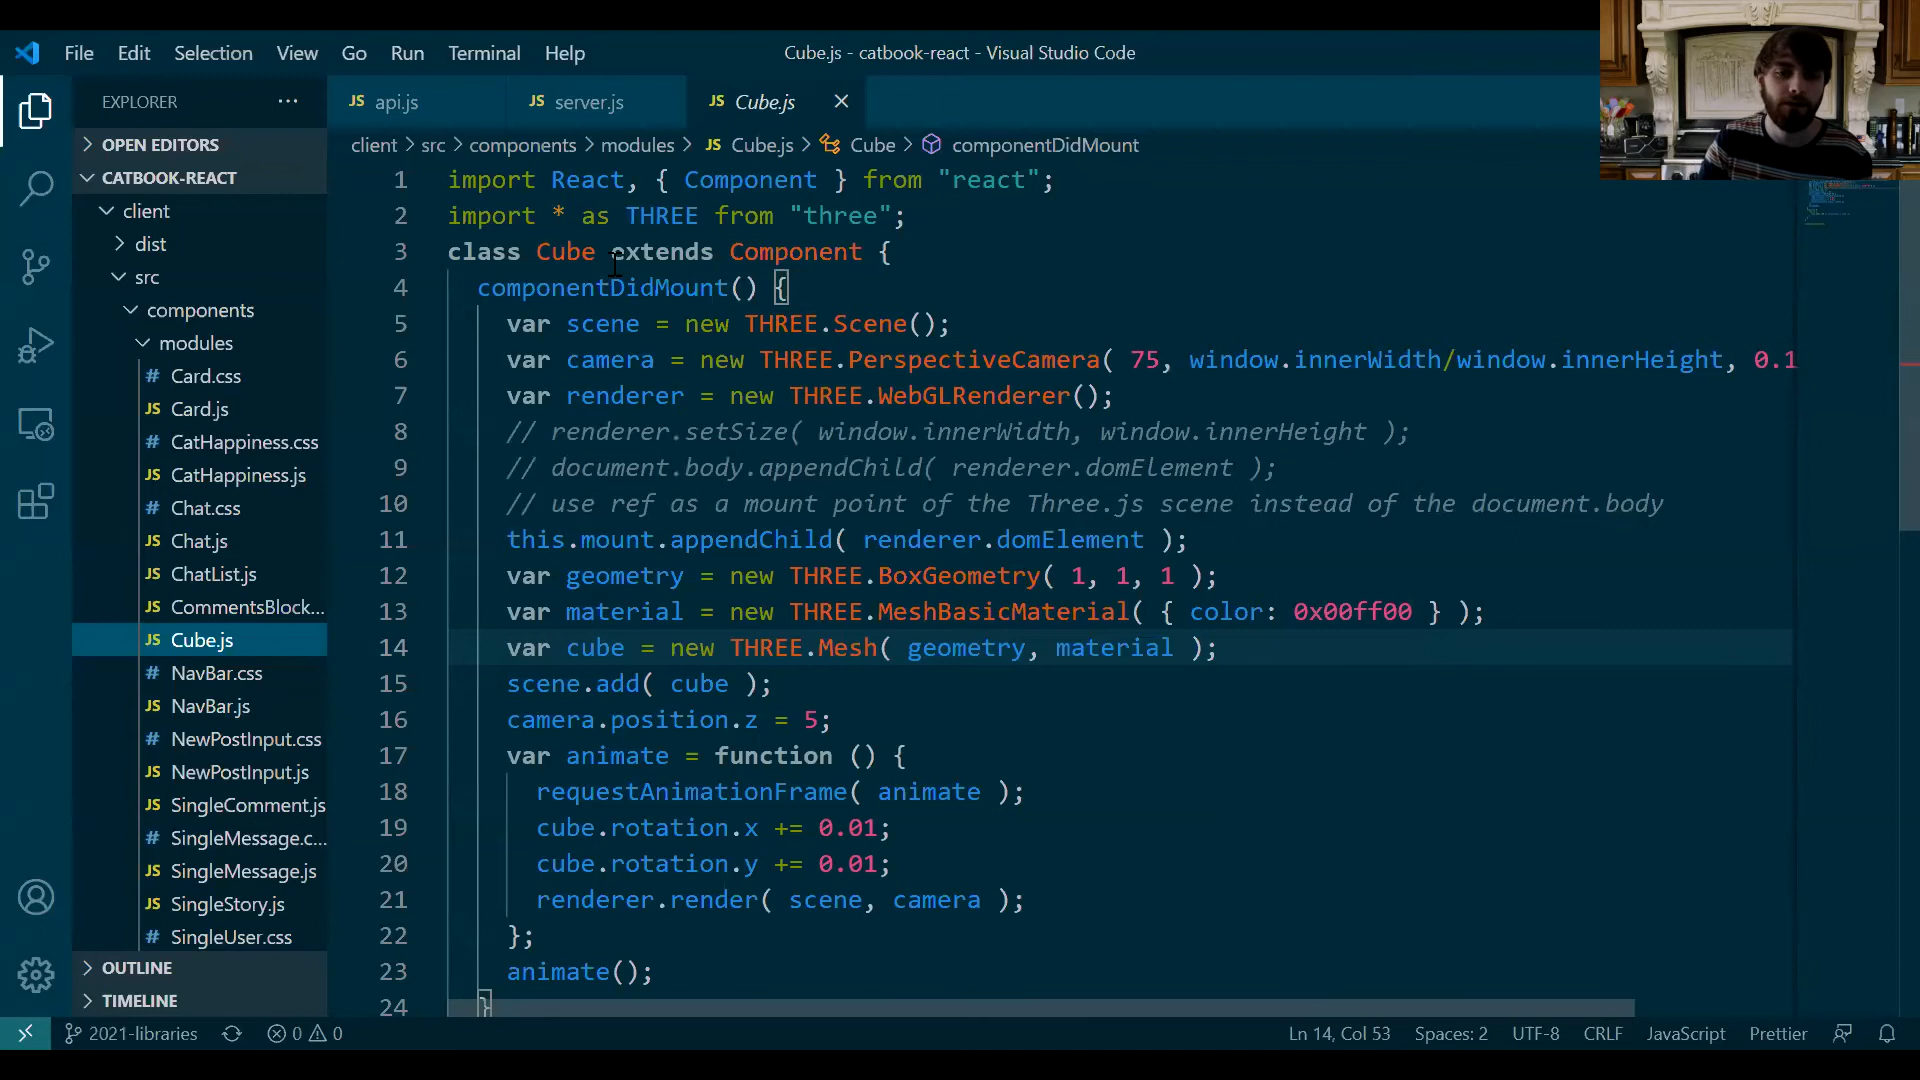 File Edit Selection View Go Run Terminal Help
Cube.js - catbook-react - Visual Studio Code
EXPLORER ···
OPEN EDITORS
CATBOOK-REACT
client
dist
src
components
modules
# Card.css
JS Card.js
# CatHappiness.css
JS CatHappiness.js
# Chat.css
JS Chat.js
JS ChatList.js
JS CommentsBlock...
JS Cube.js
# NavBar.css
JS NavBar.js
# NewPostInput.css
JS NewPostInput.js
JS SingleComment.js
# SingleMessage.c...
JS SingleMessage.js
JS SingleStory.js
# SingleUser.css
OUTLINE
TIMELINE
JS api.js JS server.js JS Cube.js
client > src > components > modules > JS Cube.js > Cube > componentDidMount
1 import React, { Component } from "react";
2 import * as THREE from "three";
3 class Cube extends Component {
4 componentDidMount() {
5 var scene = new THREE.Scene();
6 var camera = new THREE.PerspectiveCamera( 75, window.innerWidth/window.innerHeight, 0.1
7 var renderer = new THREE.WebGLRenderer();
8 // renderer.setSize( window.innerWidth, window.innerHeight );
9 // document.body.appendChild( renderer.domElement );
10 // use ref as a mount point of the Three.js scene instead of the document.body
11 this.mount.appendChild( renderer.domElement );
12 var geometry = new THREE.BoxGeometry( 1, 1, 1 );
13 var material = new THREE.MeshBasicMaterial( { color: 0x00ff00 } );
14 var cube = new THREE.Mesh( geometry, material );
15 scene.add( cube );
16 camera.position.z = 5;
17 var animate = function () {
18 requestAnimationFrame( animate );
19 cube.rotation.x += 0.01;
20 cube.rotation.y += 0.01;
21 renderer.render( scene, camera );
22 };
23 animate();
24 }
2021-libraries 0 0 Ln 14, Col 53 Spaces: 2 UTF-8 CRLF JavaScript Prettier